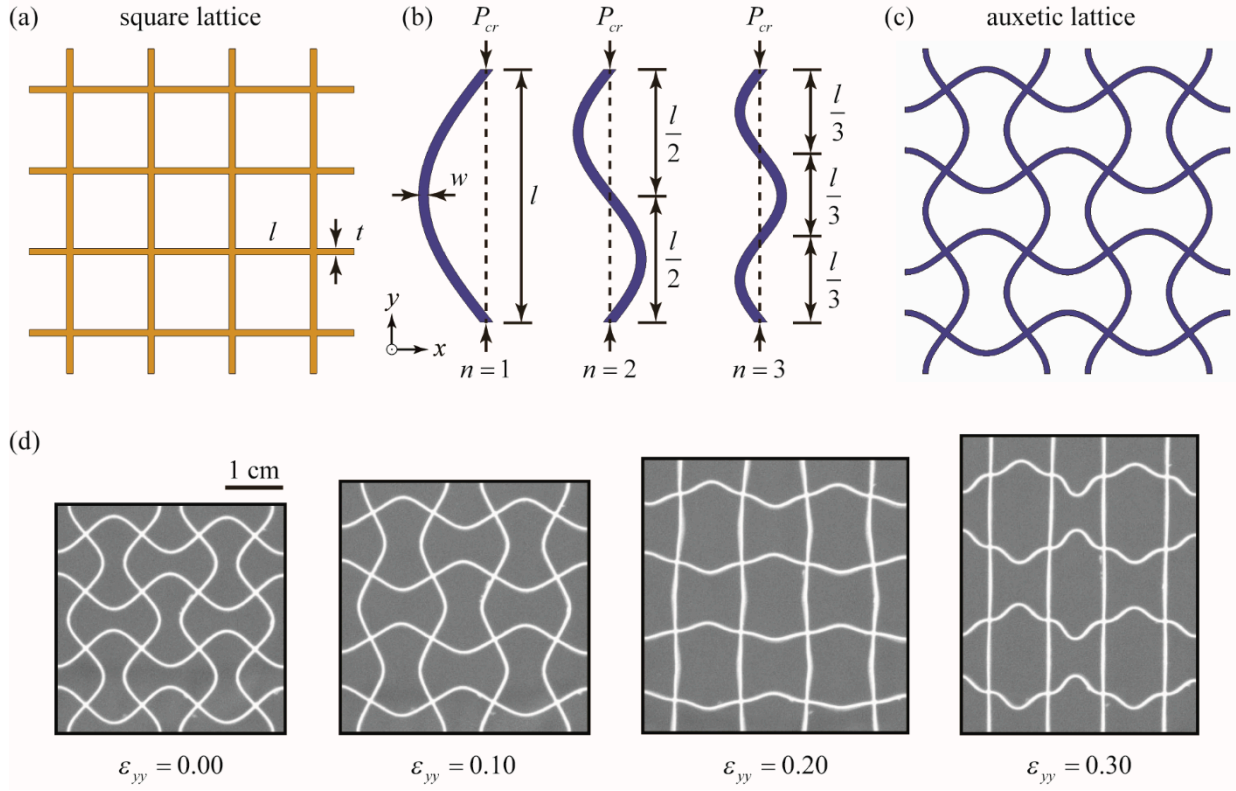 (a)
square lattice
l
t
(b)
P_cr
P_cr
P_cr
w
l
l/2
l/2
l/3
l/3
l/3
y
x
n = 1
n = 2
n = 3
(c)
auxetic lattice
(d)
1 cm
ε_yy = 0.00
ε_yy = 0.10
ε_yy = 0.20
ε_yy = 0.30